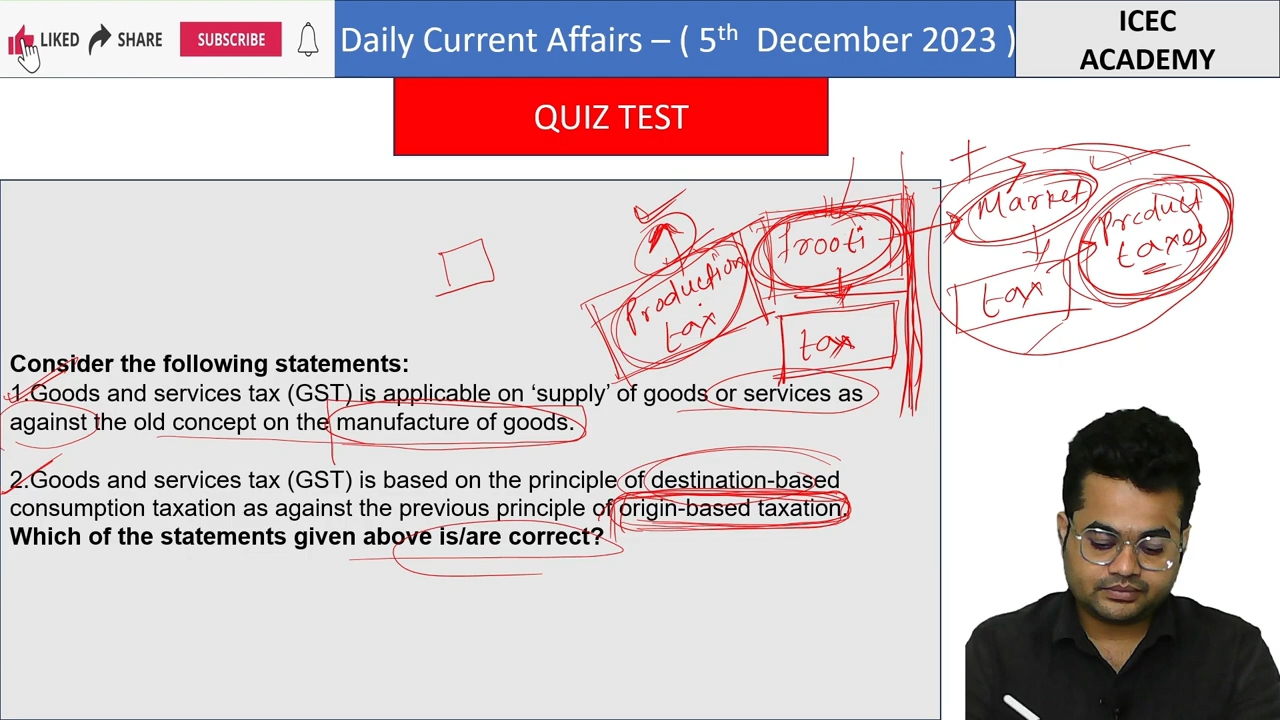 LIKED SHARE SUBSCRIBE
Daily Current Affairs – ( 5th December 2023 )
ICEC
ACADEMY
QUIZ TEST
Market
Product
taxes
tax
frooti
Production
tax
tax
Consider the following statements:
1.Goods and services tax (GST) is applicable on ‘supply’ of goods or services as
against the old concept on the manufacture of goods.
2.Goods and services tax (GST) is based on the principle of destination-based
consumption taxation as against the previous principle of origin-based taxation.
Which of the statements given above is/are correct?